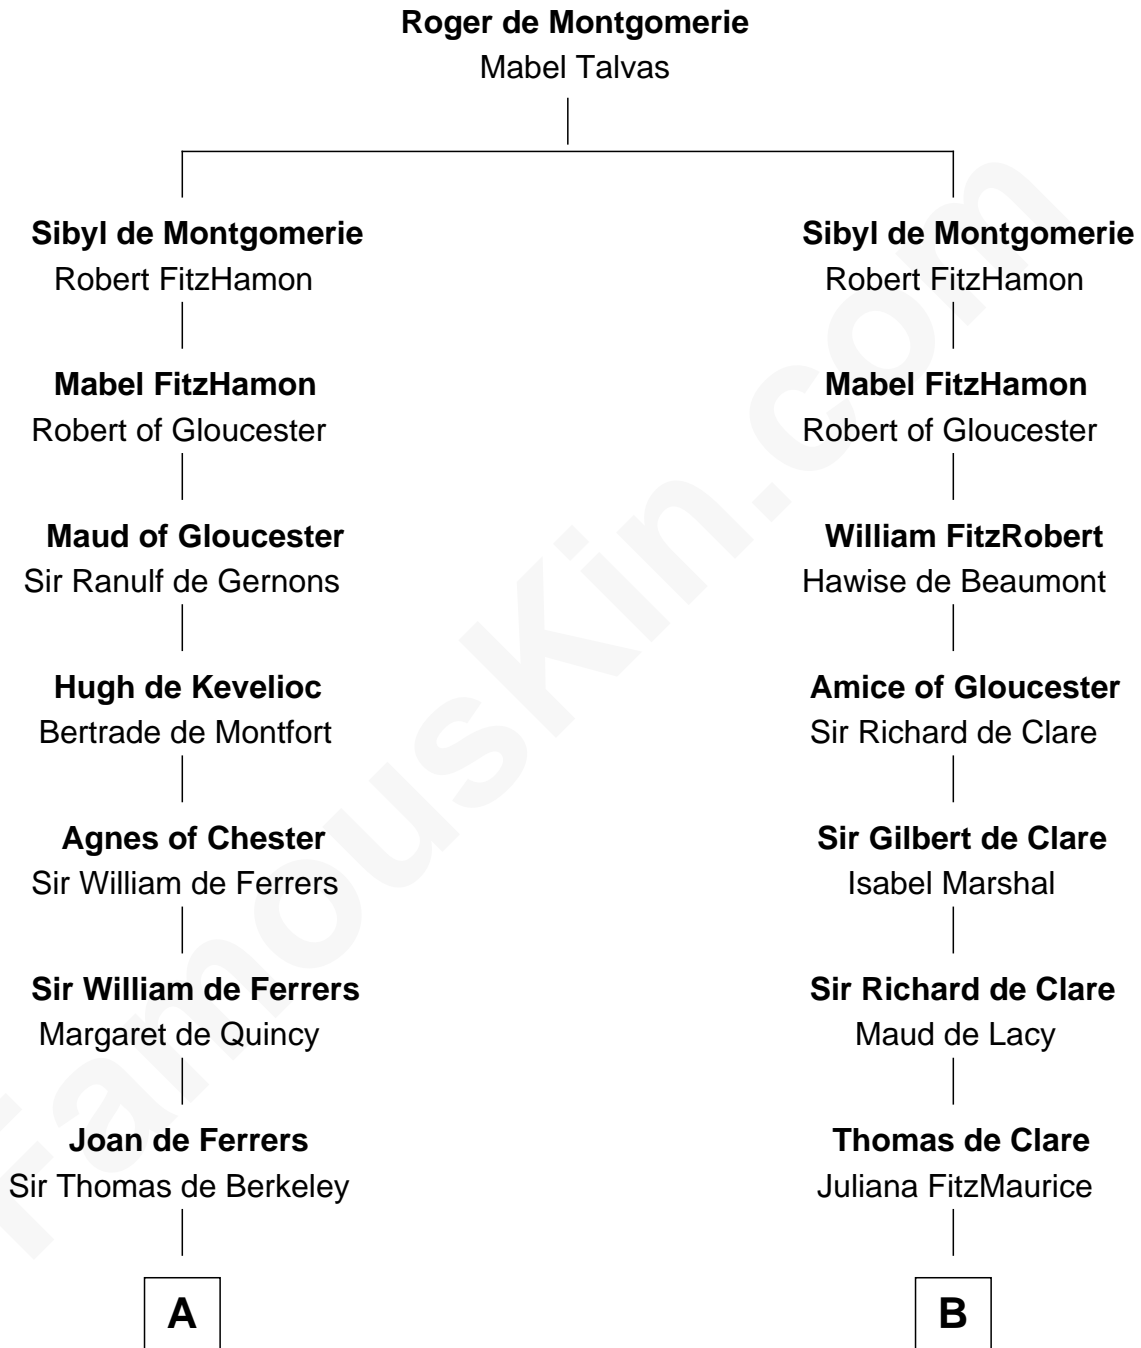 Roger de Montgomerie
Mabel Talvas
Sibyl de Montgomerie
Robert FitzHamon
Mabel FitzHamon
Robert of Gloucester
Maud of Gloucester
Sir Ranulf de Gernons
Hugh de Kevelioc
Bertrade de Montfort
Agnes of Chester
Sir William de Ferrers
Sir William de Ferrers
Margaret de Quincy
Joan de Ferrers
Sir Thomas de Berkeley
A
Sibyl de Montgomerie
Robert FitzHamon
Mabel FitzHamon
Robert of Gloucester
William FitzRobert
Hawise de Beaumont
Amice of Gloucester
Sir Richard de Clare
Sir Gilbert de Clare
Isabel Marshal
Sir Richard de Clare
Maud de Lacy
Thomas de Clare
Juliana FitzMaurice
B
FamousKin.com